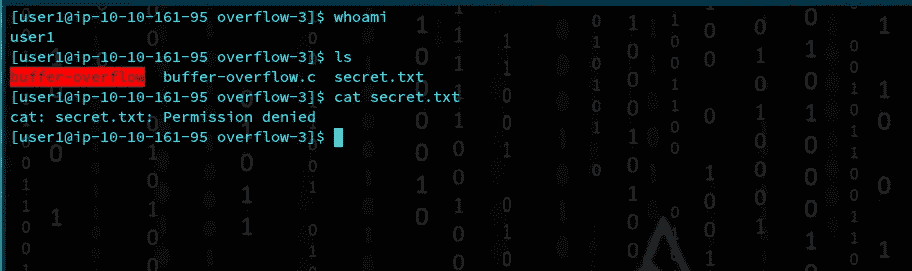 [user1@ip-10-10-161-95 overflow-3]$ whoami
user1
[user1@ip-10-10-161-95 overflow-3]$ ls
buffer-overflow buffer-overflow.c secret.txt
[user1@ip-10-10-161-95 overflow-3]$ cat secret.txt
cat: secret.txt: Permission denied
[user1@ip-10-10-161-95 overflow-3]$